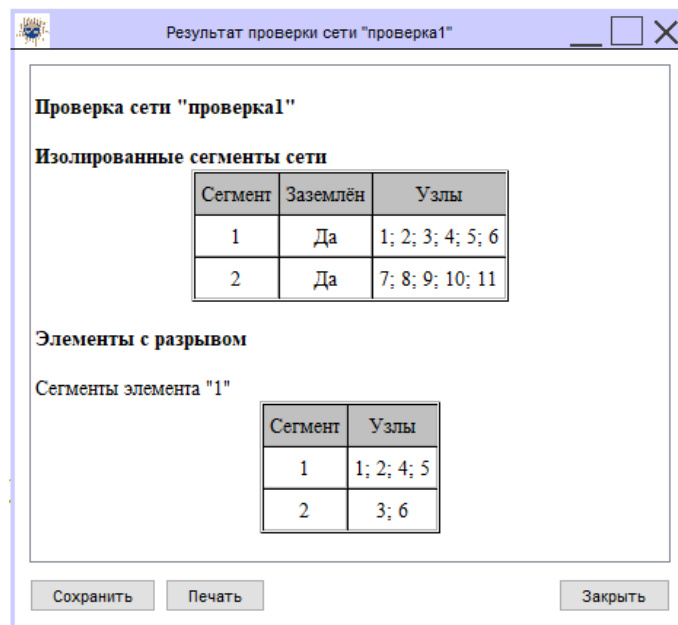 Результат проверки сети "проверка1"
Проверка сети "проверка1"
Изолированные сегменты сети
Сегмент Заземлён Узлы
1 Да 1; 2; 3; 4; 5; 6
2 Да 7; 8; 9; 10; 11
Элементы с разрывом
Сегменты элемента "1"
Сегмент Узлы
1 1; 2; 4; 5
2 3; 6
Сохранить Печать Закрыть